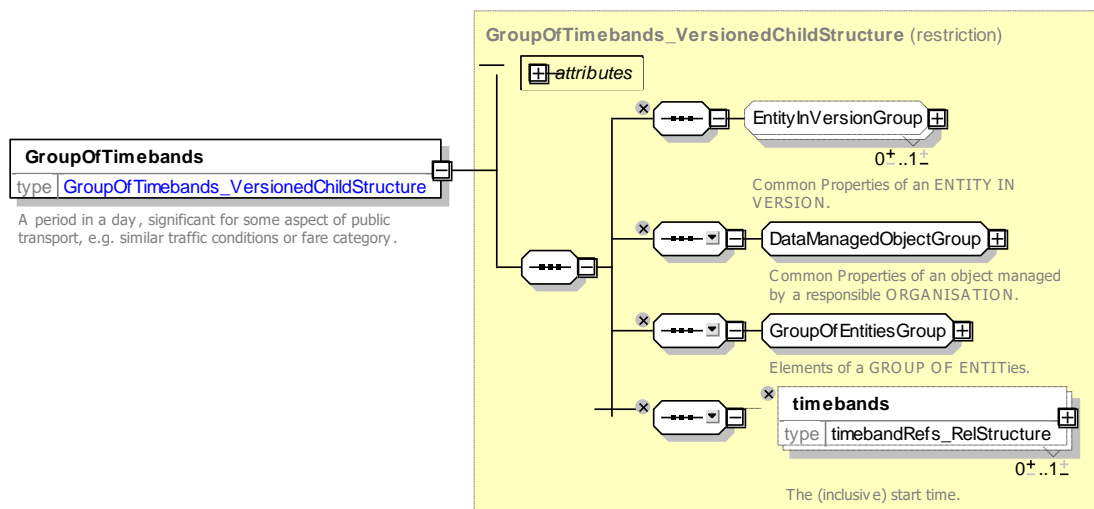 GroupOfTimebands_VersionedChildStructure (restriction)
attributes
EntityInVersionGroup
0..1
Common Properties of an ENTITY IN
VERSION.
GroupOfTimebands
type GroupOfTimebands_VersionedChildStructure
A period in a day, significant for some aspect of public
transport, e.g. similar traffic conditions or fare category.
DataManagedObjectGroup
Common Properties of an object managed
by a responsible ORGANISATION.
GroupOfEntitiesGroup
Elements of a GROUP OF ENTITies.
timebands
type timebandRefs_RelStructure
0..1
The (inclusive) start time.